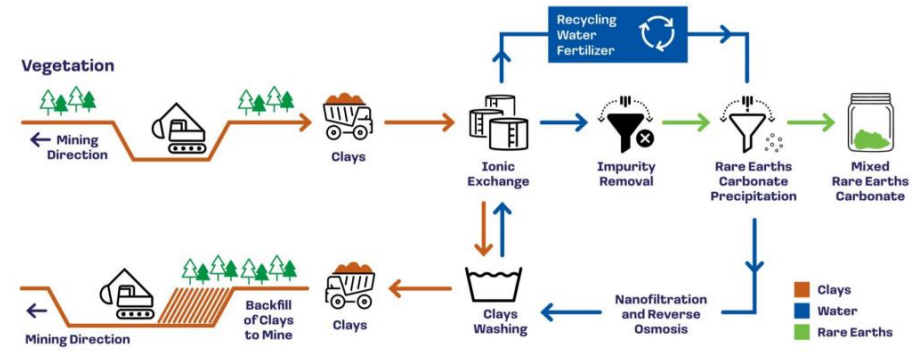 Recycling
Water
Fertilizer
Vegetation
Mining
Direction
Clays
Ionic
Exchange
Impurity
Removal
Rare Earths
Carbonate
Precipitation
Mixed
Rare Earths
Carbonate
Mining Direction
Backfill
of Clays
to Mine
Clays
Clays
Washing
Nanofiltration
and Reverse
Osmosis
Clays
Water
Rare Earths